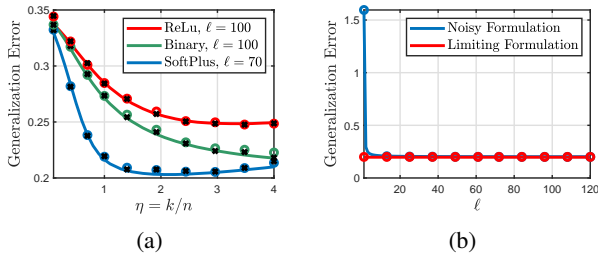 Generalization Error
0.35
0.3
0.25
0.2
1
2
3
4
η = k/n
ReLu, ℓ = 100
Binary, ℓ = 100
SoftPlus, ℓ = 70
(a)
Generalization Error
1.5
1
0.5
0
0
20
40
60
80
100
120
ℓ
Noisy Formulation
Limiting Formulation
(b)